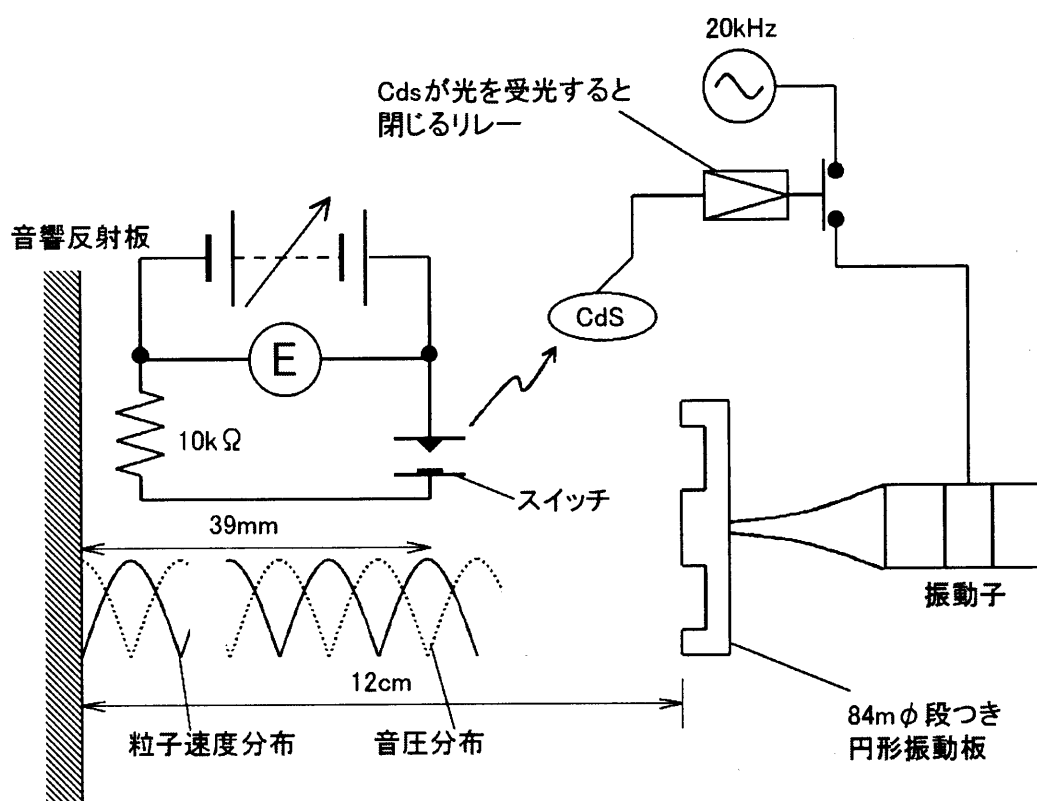 20kHz
Cdsが光を受光すると
閉じるリレー
音響反射板
E
CdS
10kΩ
スイッチ
39mm
振動子
12cm
粒子速度分布
音圧分布
84mφ段つき
円形振動板